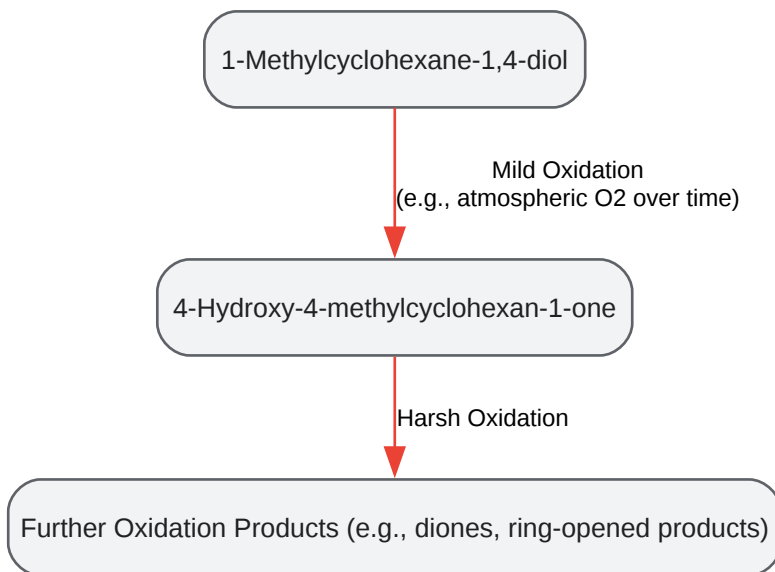 1-Methylcyclohexane-1,4-diol
Mild Oxidation
(e.g., atmospheric O2 over time)
4-Hydroxy-4-methylcyclohexan-1-one
Harsh Oxidation
Further Oxidation Products (e.g., diones, ring-opened products)